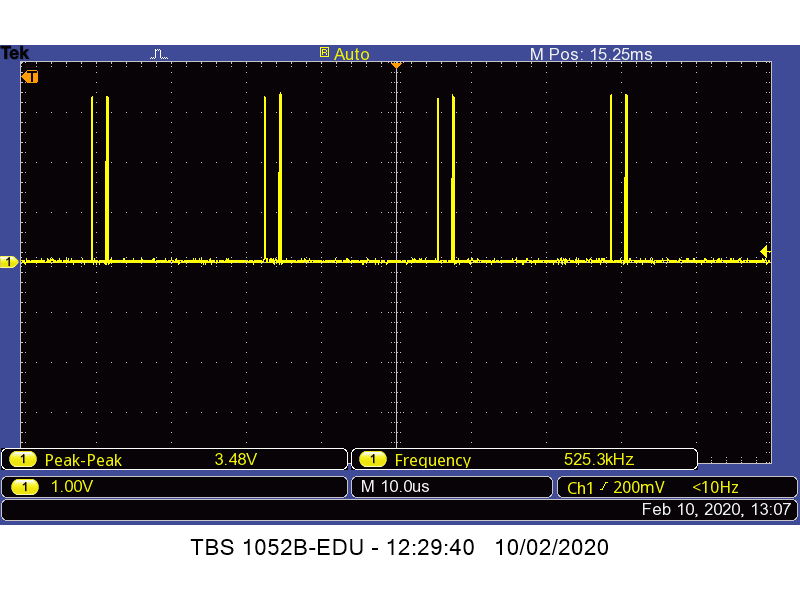 Tek B Auto M Pos: 15.25ms
T
1
1 Peak-Peak 3.48V 1 Frequency 525.3kHz
1 1.00V M 10.0us Ch1 200mV <10Hz
Feb 10, 2020, 13:07
TBS 1052B-EDU - 12:29:40 10/02/2020